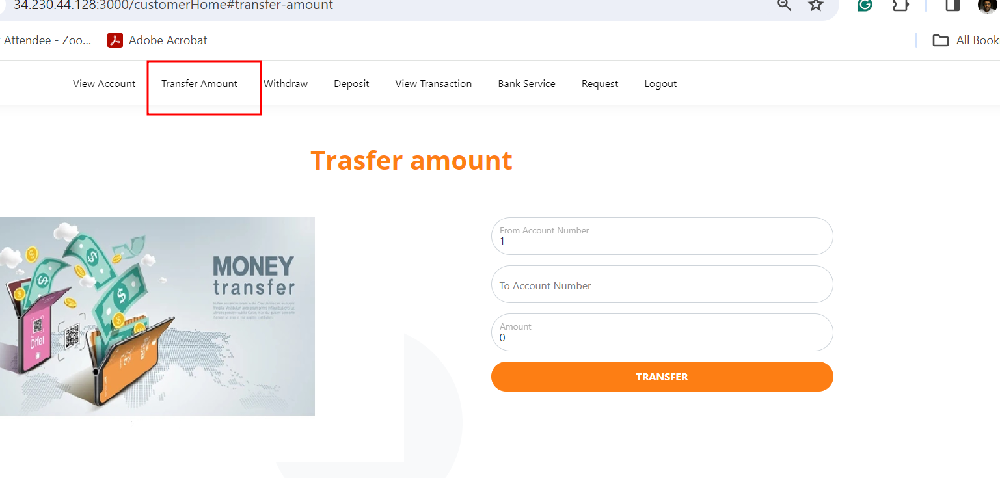 34.230.44.128:3000/customerHome#transfer-amount
Attendee - Zoo...
Adobe Acrobat
All Book
View Account
Transfer Amount
Withdraw
Deposit
View Transaction
Bank Service
Request
Logout
Trasfer amount
MONEY
transfer
Offer
From Account Number
1
To Account Number
Amount
0
TRANSFER